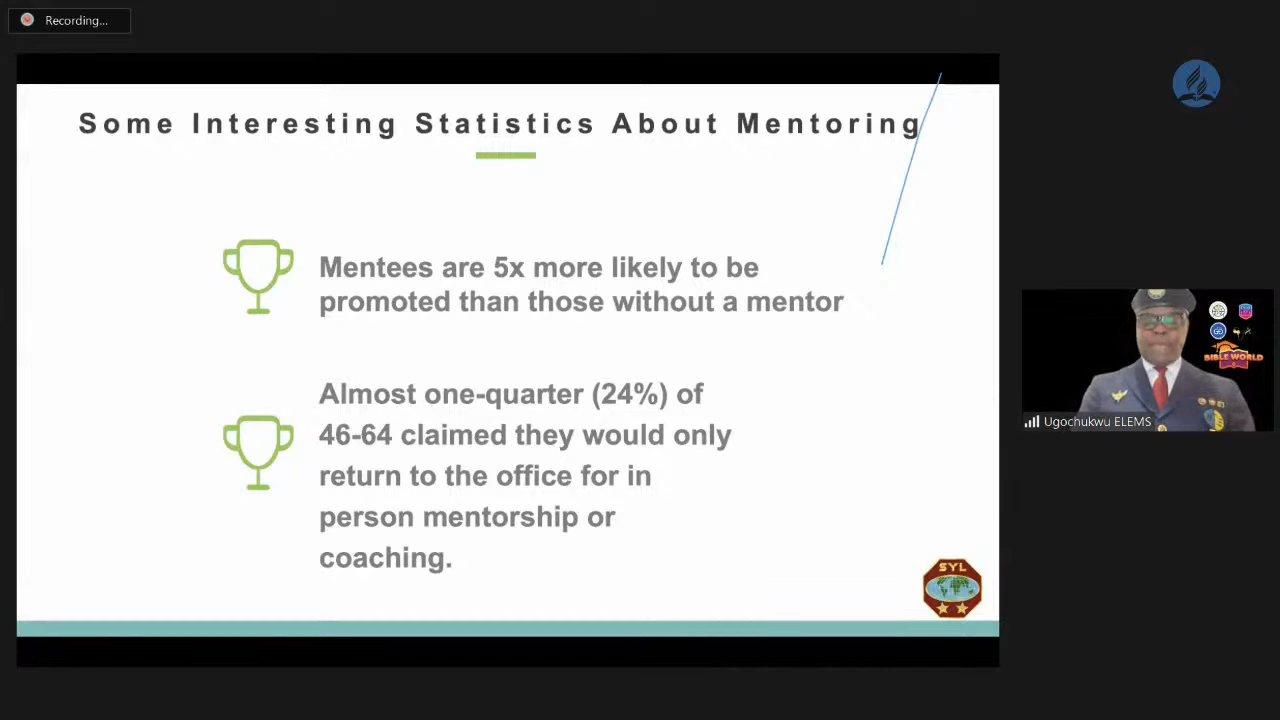 Recording...
Some Interesting Statistics About Mentoring
Mentees are 5x more likely to be
promoted than those without a mentor
Almost one-quarter (24%) of
46-64 claimed they would only
return to the office for in
person mentorship or
coaching.
SYL
BIBLE WORLD
Ugochukwu ELEMS